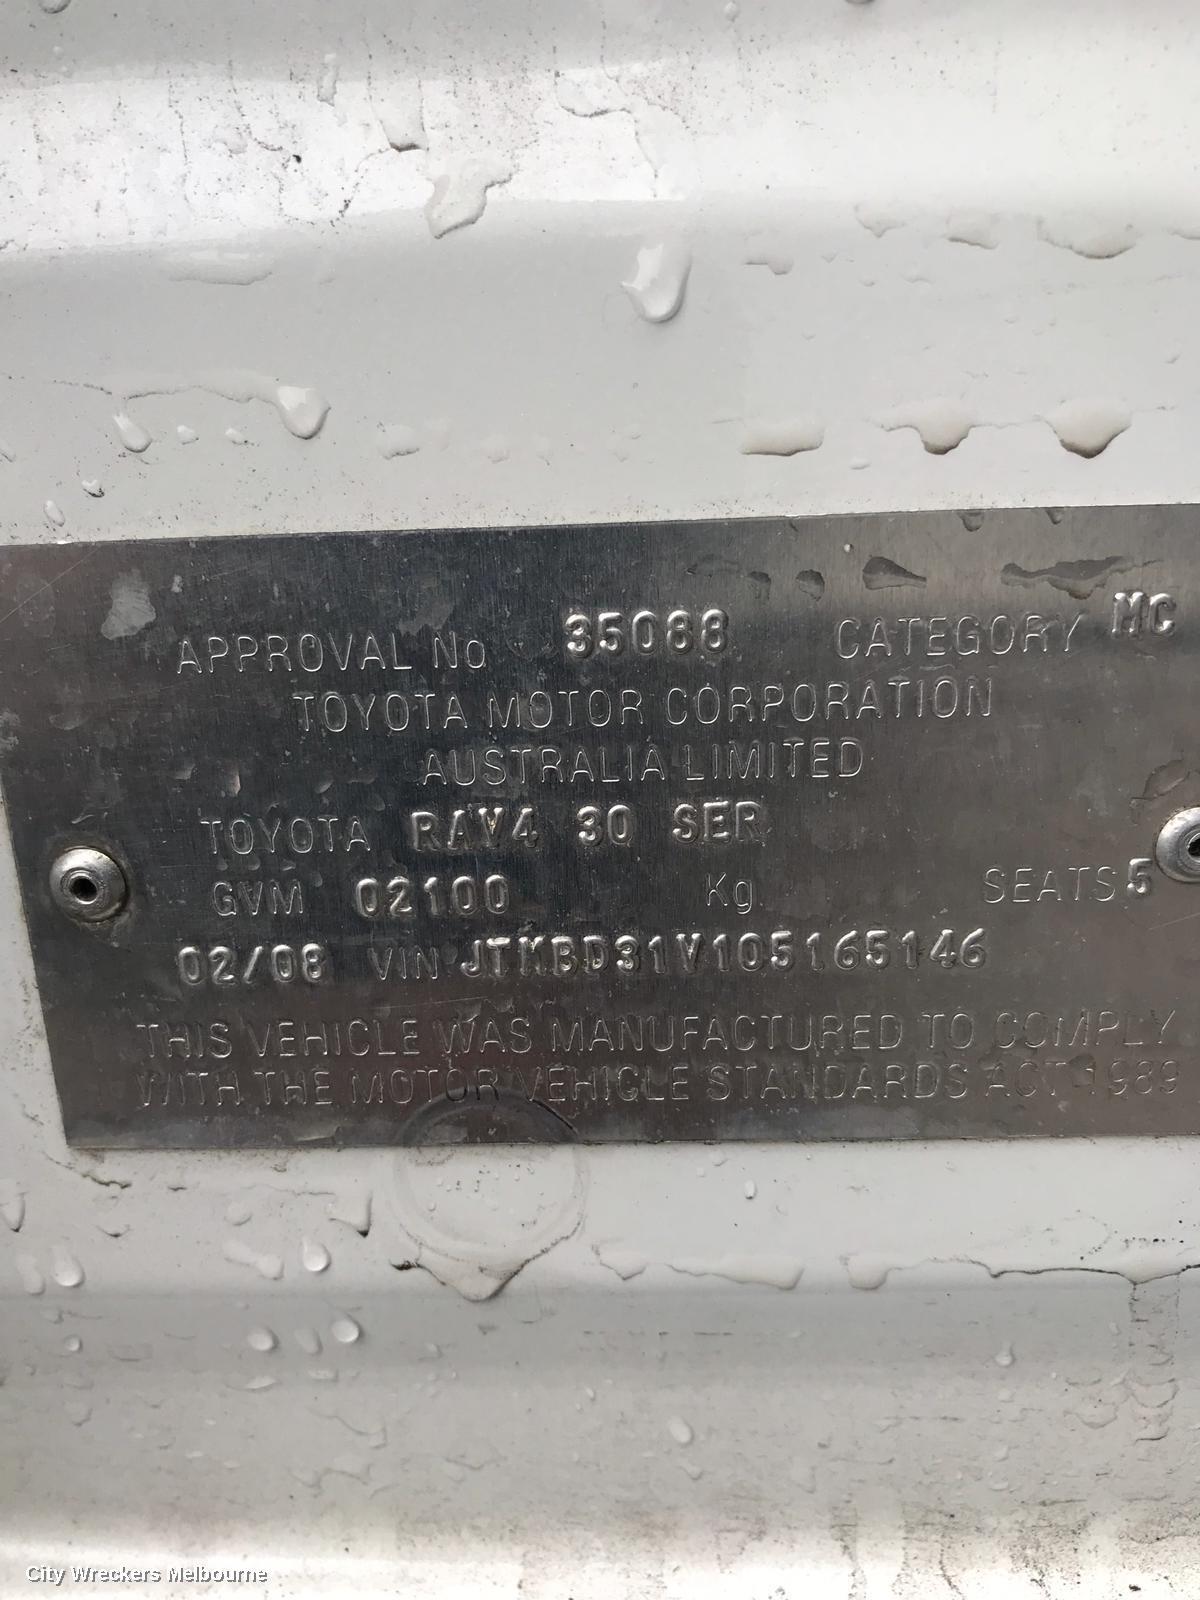 APPROVAL No 35088 CATEGORY MC
TOYOTA MOTOR CORPORATION
AUSTRALIA LIMITED
TOYOTA RAV4 30 SER
GVM 02100 Kg SEATS 5
02/08 VIN JTMBD31V105165146
THIS VEHICLE WAS MANUFACTURED TO COMPLY
WITH THE MOTOR VEHICLE STANDARDS ACT 1989
City Wreckers Melbourne